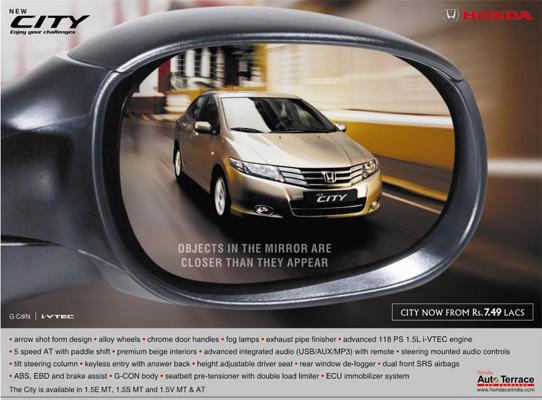 NEW
CITY
Enjoy your challenges
HONDA
CITY
OBJECTS IN THE MIRROR ARE
CLOSER THAN THEY APPEAR
G-CON | i-VTEC
CITY NOW FROM Rs.7.49 LACS
• arrow shot form design • alloy wheels • chrome door handles • fog lamps • exhaust pipe finisher • advanced 118 PS 1.5L i-VTEC engine
• 5 speed AT with paddle shift • premium beige interiors • advanced integrated audio (USB/AUX/MP3) with remote • steering mounted audio controls
• tilt steering column • keyless entry with answer back • height adjustable driver seat • rear window de-fogger • dual front SRS airbags
• ABS, EBD and brake assist • G-CON body • seatbelt pre-tensioner with double load limiter • ECU immobilizer system
The City is available in 1.5E MT, 1.5S MT and 1.5V MT & AT
Honda
Auto Terrace
www.hondacarindia.com